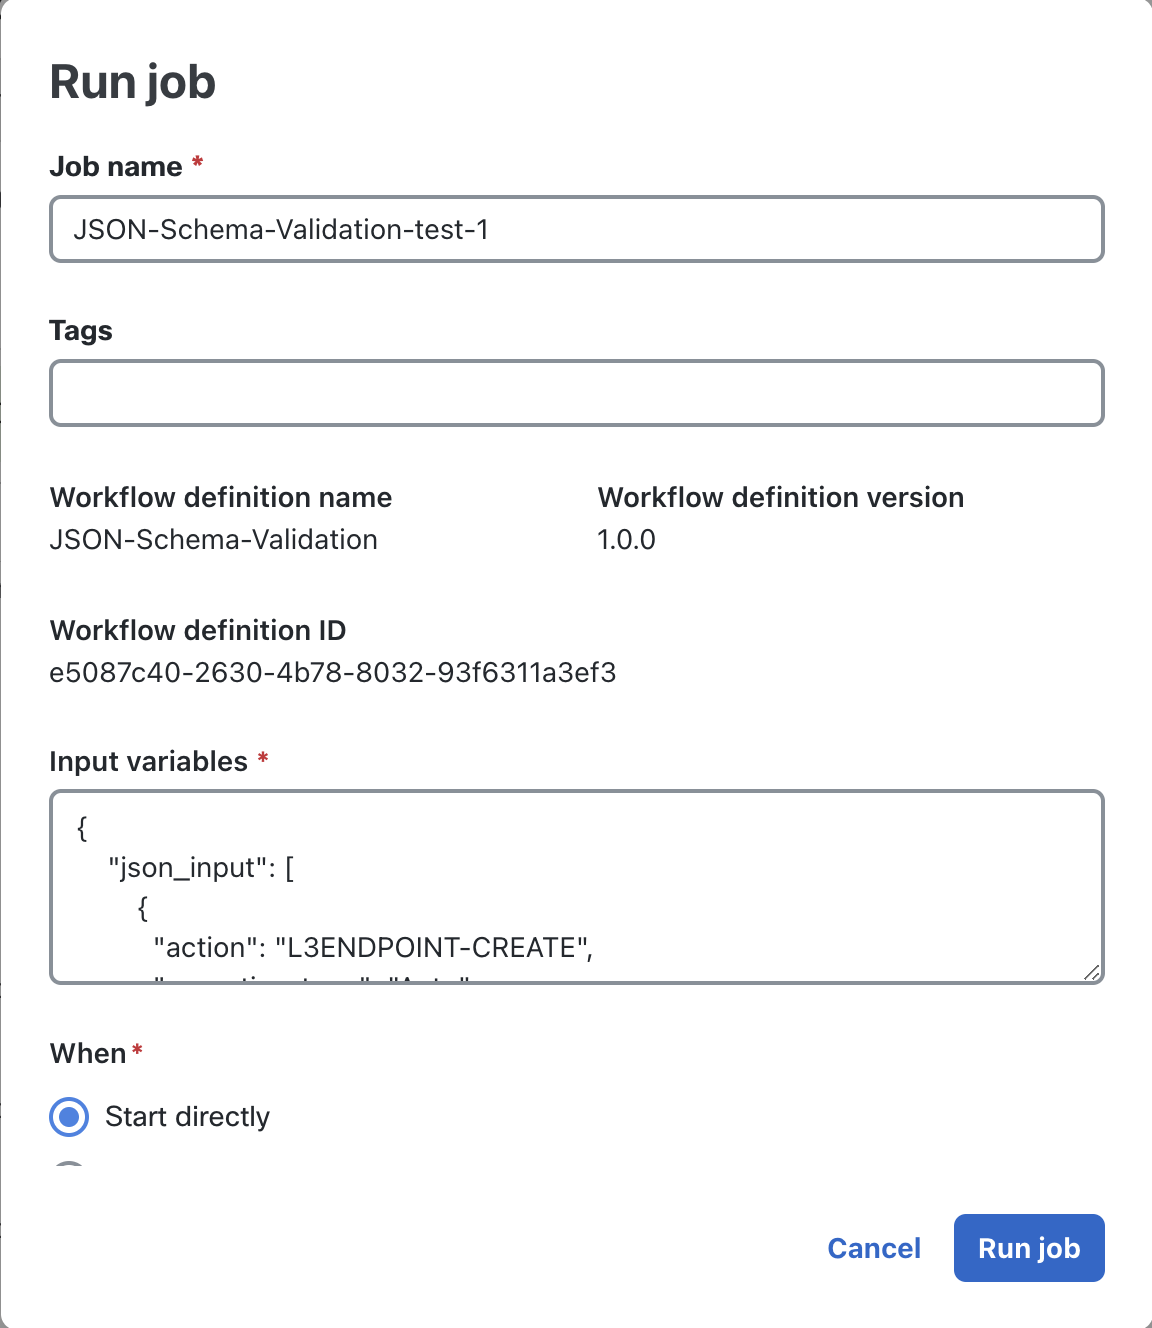 Run job
Job name *
JSON-Schema-Validation-test-1
Tags
Workflow definition name
JSON-Schema-Validation
Workflow definition version
1.0.0
Workflow definition ID
e5087c40-2630-4b78-8032-93f6311a3ef3
Input variables *
{
"json_input": [
{
"action": "L3ENDPOINT-CREATE",
When*
Start directly
Cancel
Run job